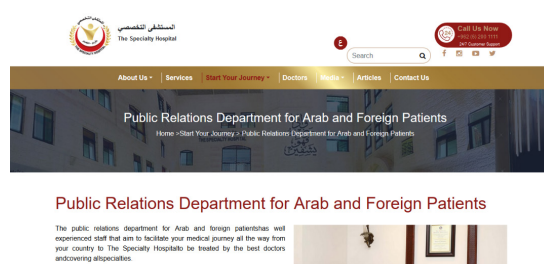 المستشفى التخصصي
The Specialty Hospital
ع
Search
24
Call Us Now
24/7 Customer Support
About Us
Services
Start Your Journey
Doctors
Media
Articles
Contact Us
Public Relations Department for Arab and Foreign Patients
Home >Start Your Journey > Public Relations Department for Arab and Foreign Patients
Public Relations Department for Arab and Foreign Patients
The public relations department for Arab and foreign patientshas well
experienced staff that aim to facilitate your medical journey all the way from
your country to The Specialty Hospitalto be treated by the best doctors
andcovering allspecialties.